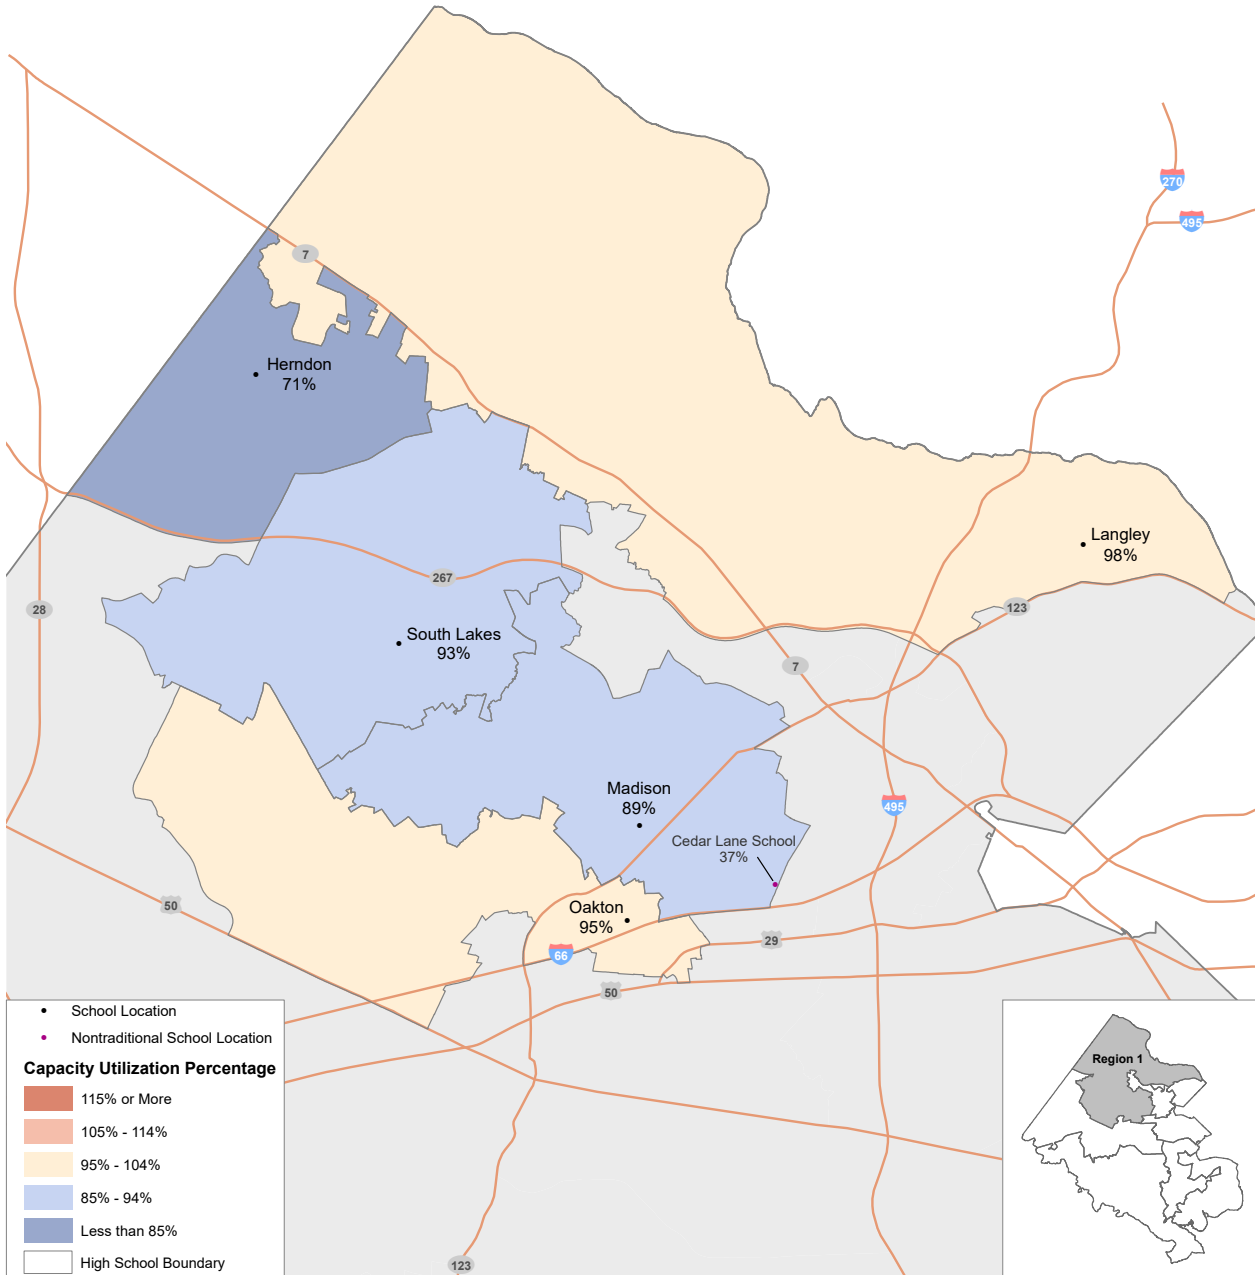 270
495
7
Herndon
71%
Langley
98%
267
28
123
South Lakes
93%
7
Madison
89%
495
Cedar Lane School
37%
50
Oakton
95%
29
66
50
School Location
Nontraditional School Location
Capacity Utilization Percentage
115% or More
105% - 114%
95% - 104%
85% - 94%
Less than 85%
High School Boundary
Region 1
123